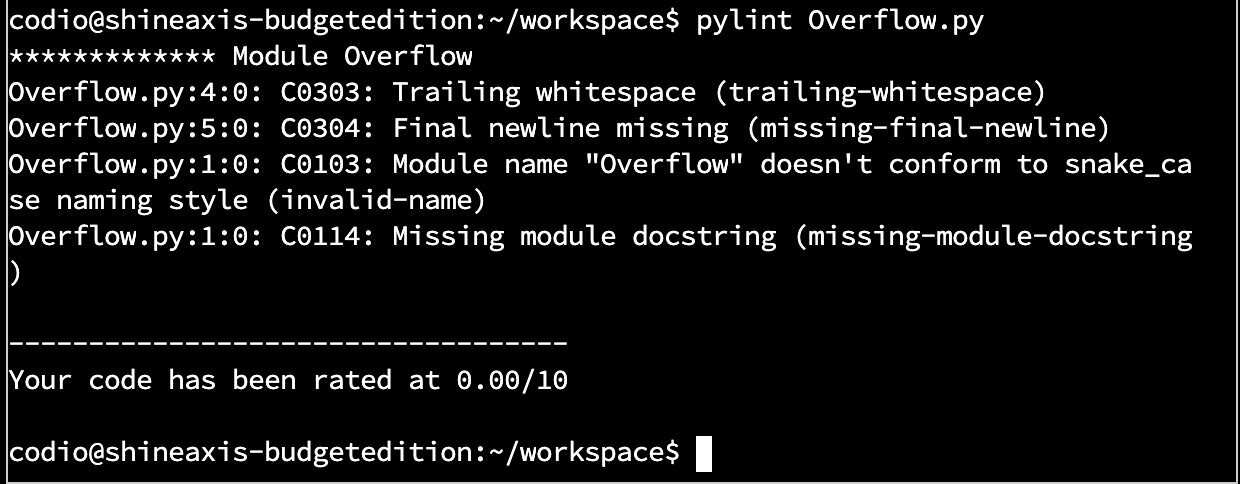 codio@shineaxis-budgetedition:~/workspace$ pylint Overflow.py
************* Module Overflow
Overflow.py:4:0: C0303: Trailing whitespace (trailing-whitespace)
Overflow.py:5:0: C0304: Final newline missing (missing-final-newline)
Overflow.py:1:0: C0103: Module name "Overflow" doesn't conform to snake_ca
se naming style (invalid-name)
Overflow.py:1:0: C0114: Missing module docstring (missing-module-docstring
)
-----------------------------------
Your code has been rated at 0.00/10
codio@shineaxis-budgetedition:~/workspace$